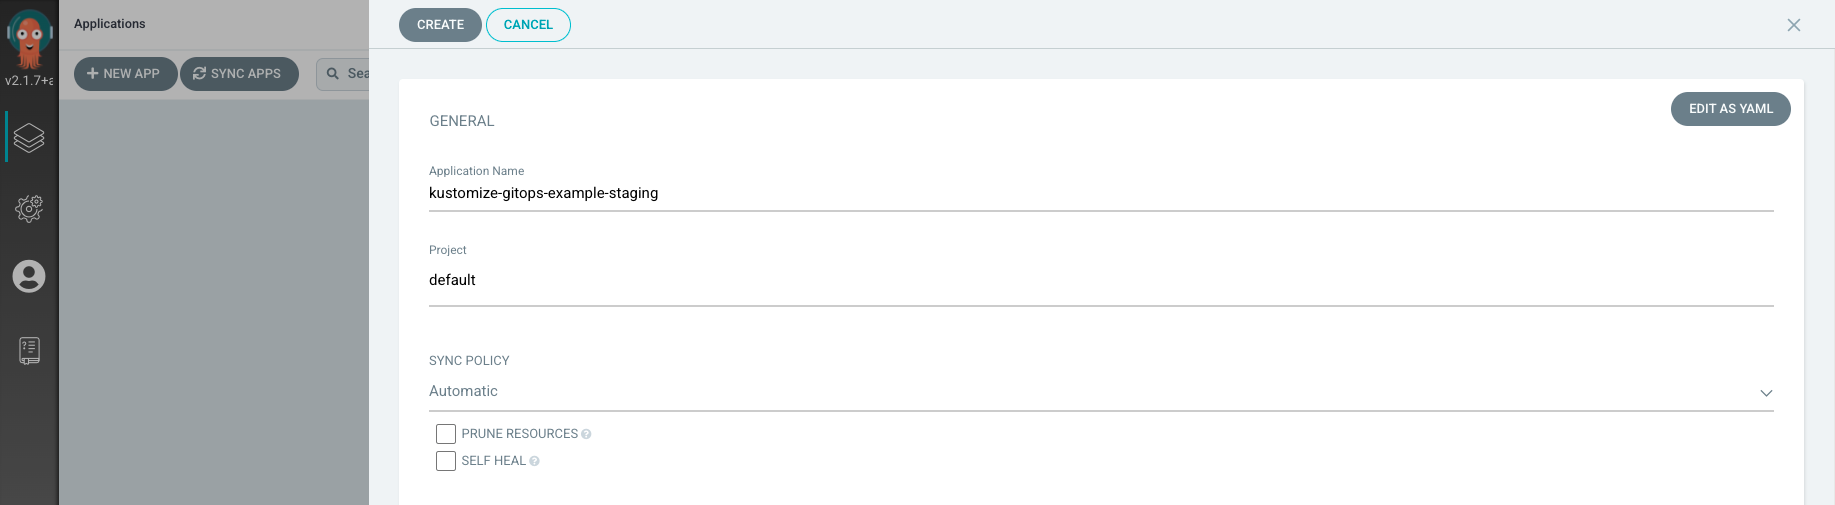 Applications
CREATE
CANCEL
v2.1.7+a
NEW APP
SYNC APPS
Sea
EDIT AS YAML
GENERAL
Application Name
kustomize-gitops-example-staging
Project
default
SYNC POLICY
Automatic
PRUNE RESOURCES
SELF HEAL